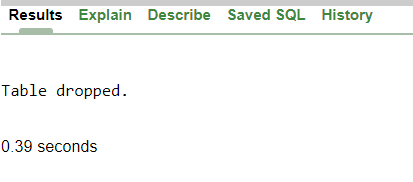 Results Explain Describe Saved SQL History
Table dropped.
0.39 seconds